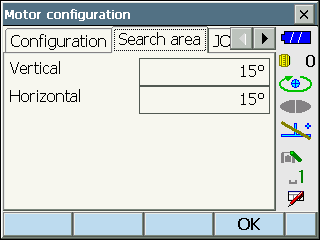 Motor configuration
Configuration Search area JC
Vertical 15°
Horizontal 15°
0
1
OK